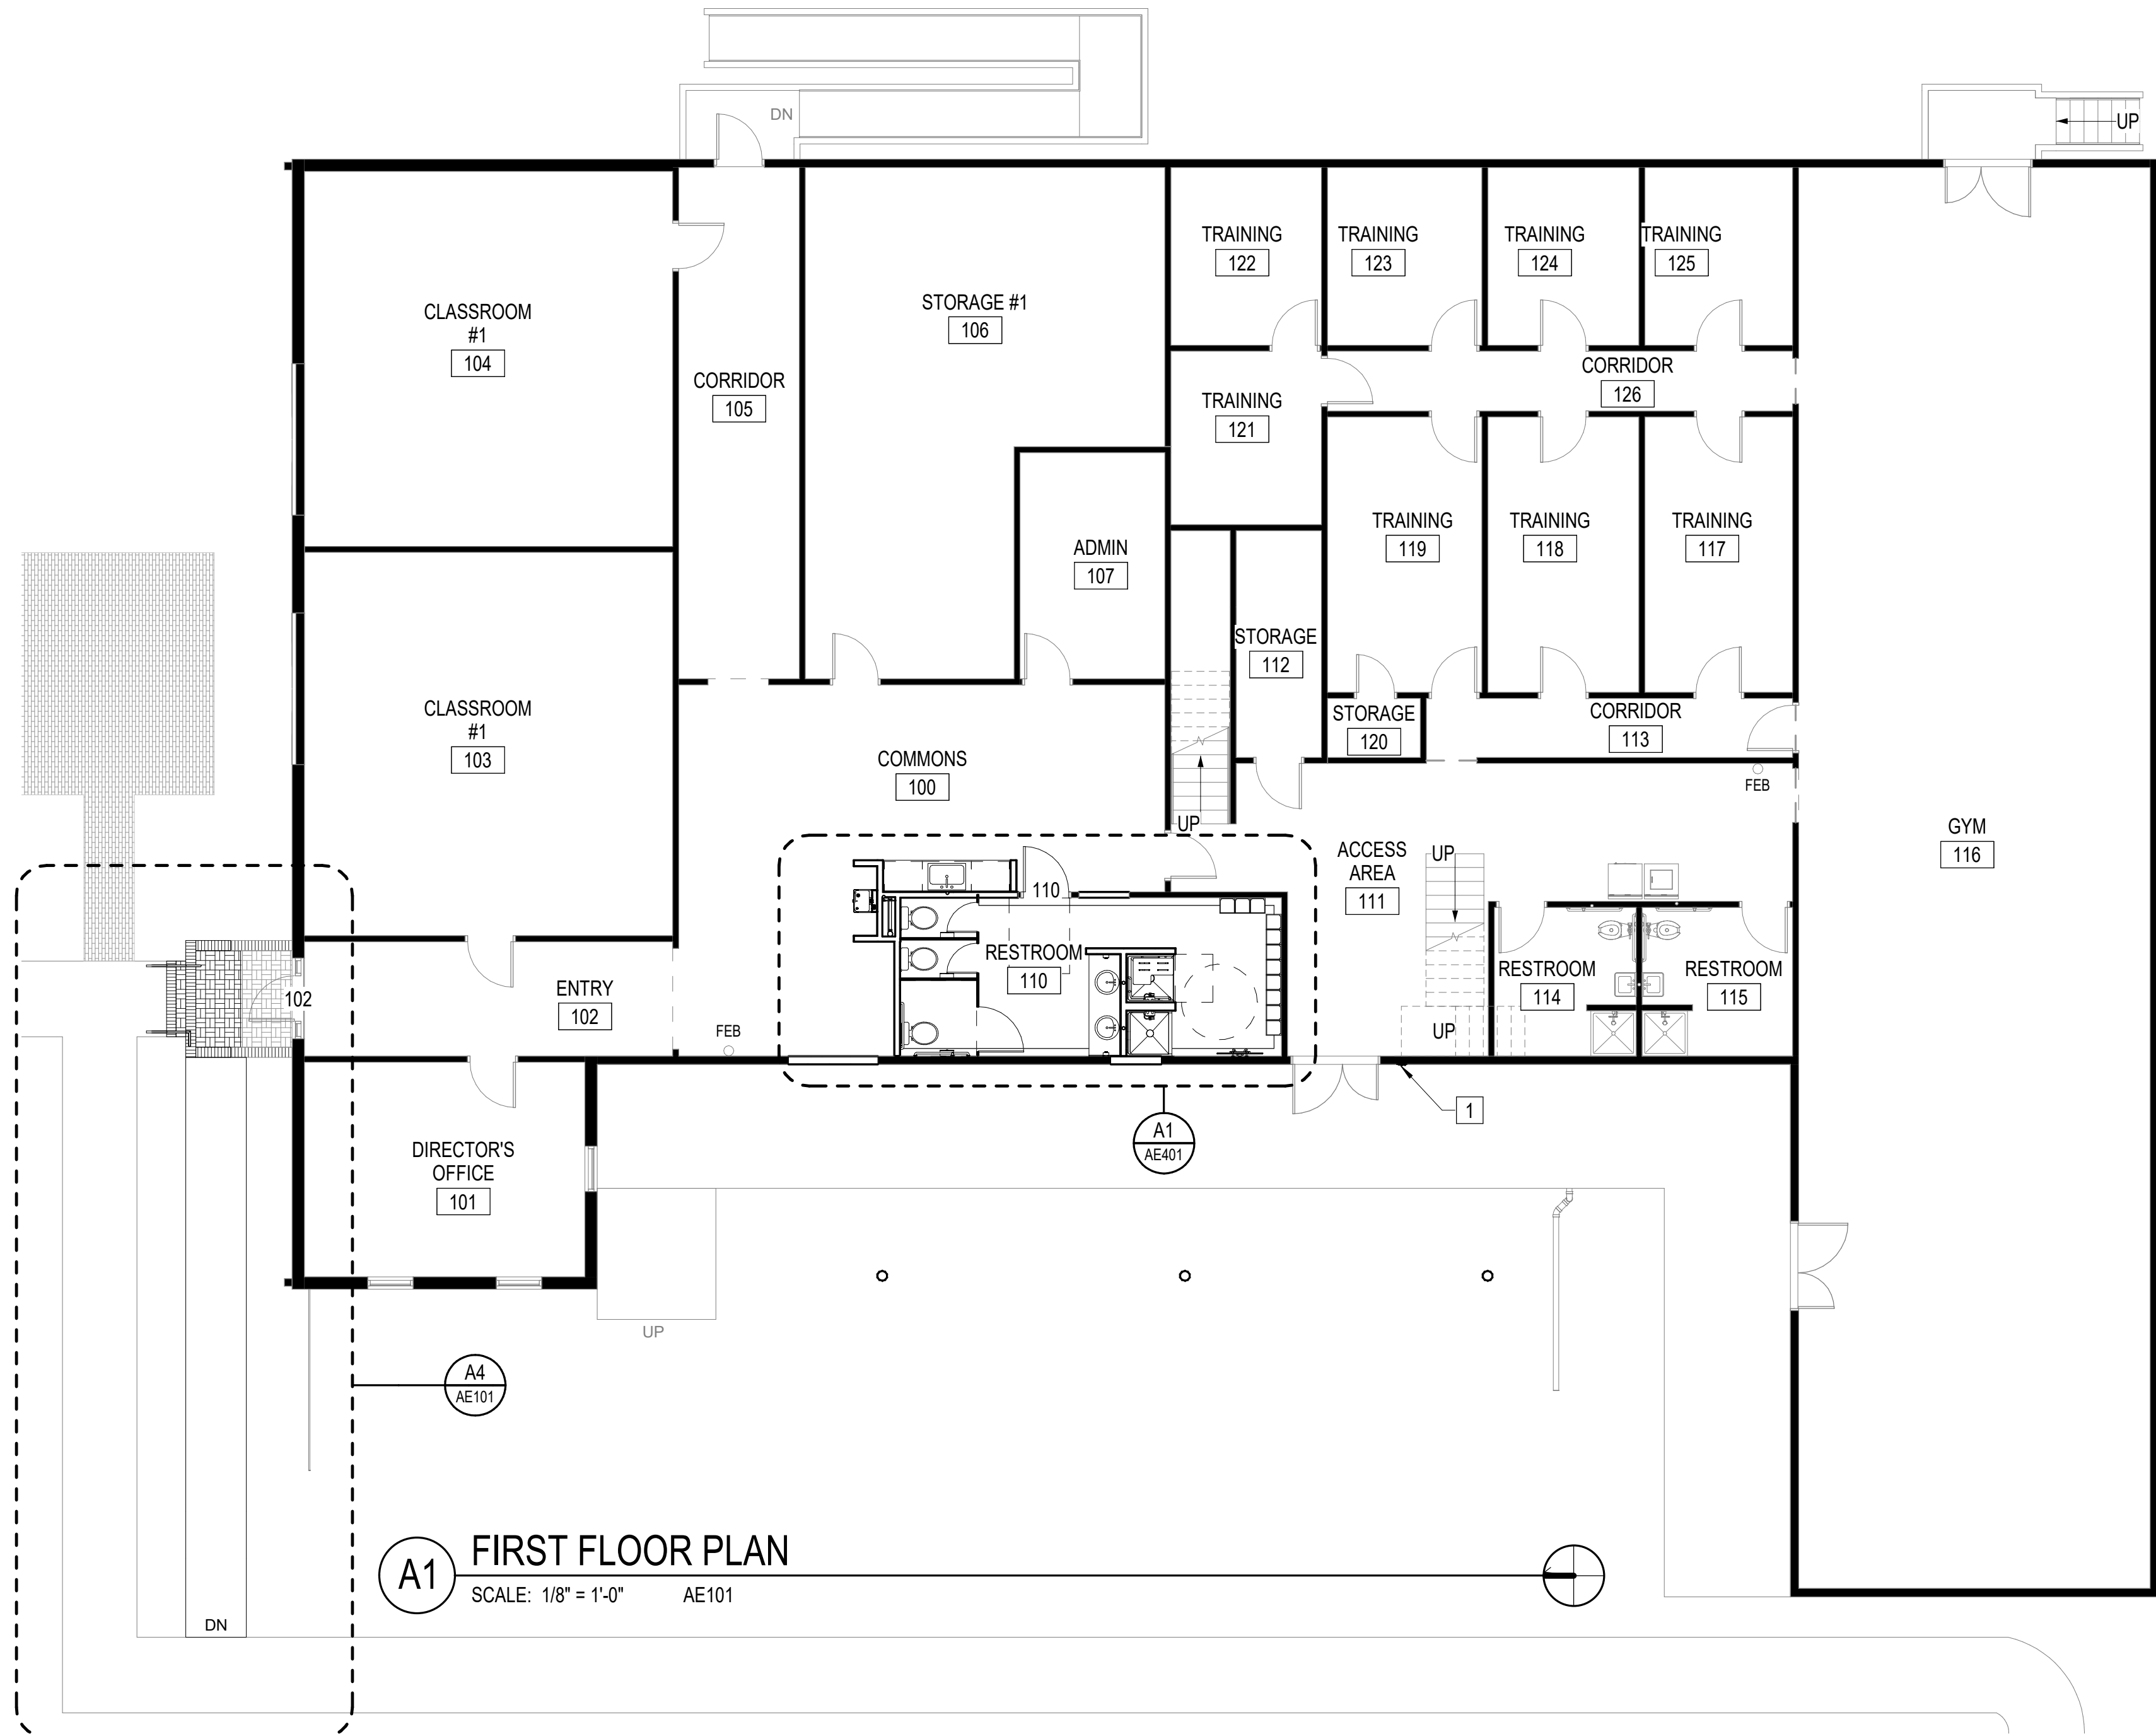 DN
UP
TRAINING
122
TRAINING
123
TRAINING
124
TRAINING
125
CLASSROOM
#1
104
STORAGE #1
106
CORRIDOR
105
CORRIDOR
126
TRAINING
121
TRAINING
119
TRAINING
118
TRAINING
117
ADMIN
107
STORAGE
112
CLASSROOM
#1
103
STORAGE
120
CORRIDOR
113
COMMONS
100
FEB
UP
GYM
116
ACCESS
AREA
111
UP
110
RESTROOM
110
RESTROOM
114
RESTROOM
115
ENTRY
102
102
FEB
UP
1
A1
AE401
DIRECTOR'S
OFFICE
101
UP
A4
AE101
A1
FIRST FLOOR PLAN
SCALE: 1/8" = 1'-0" AE101
DN